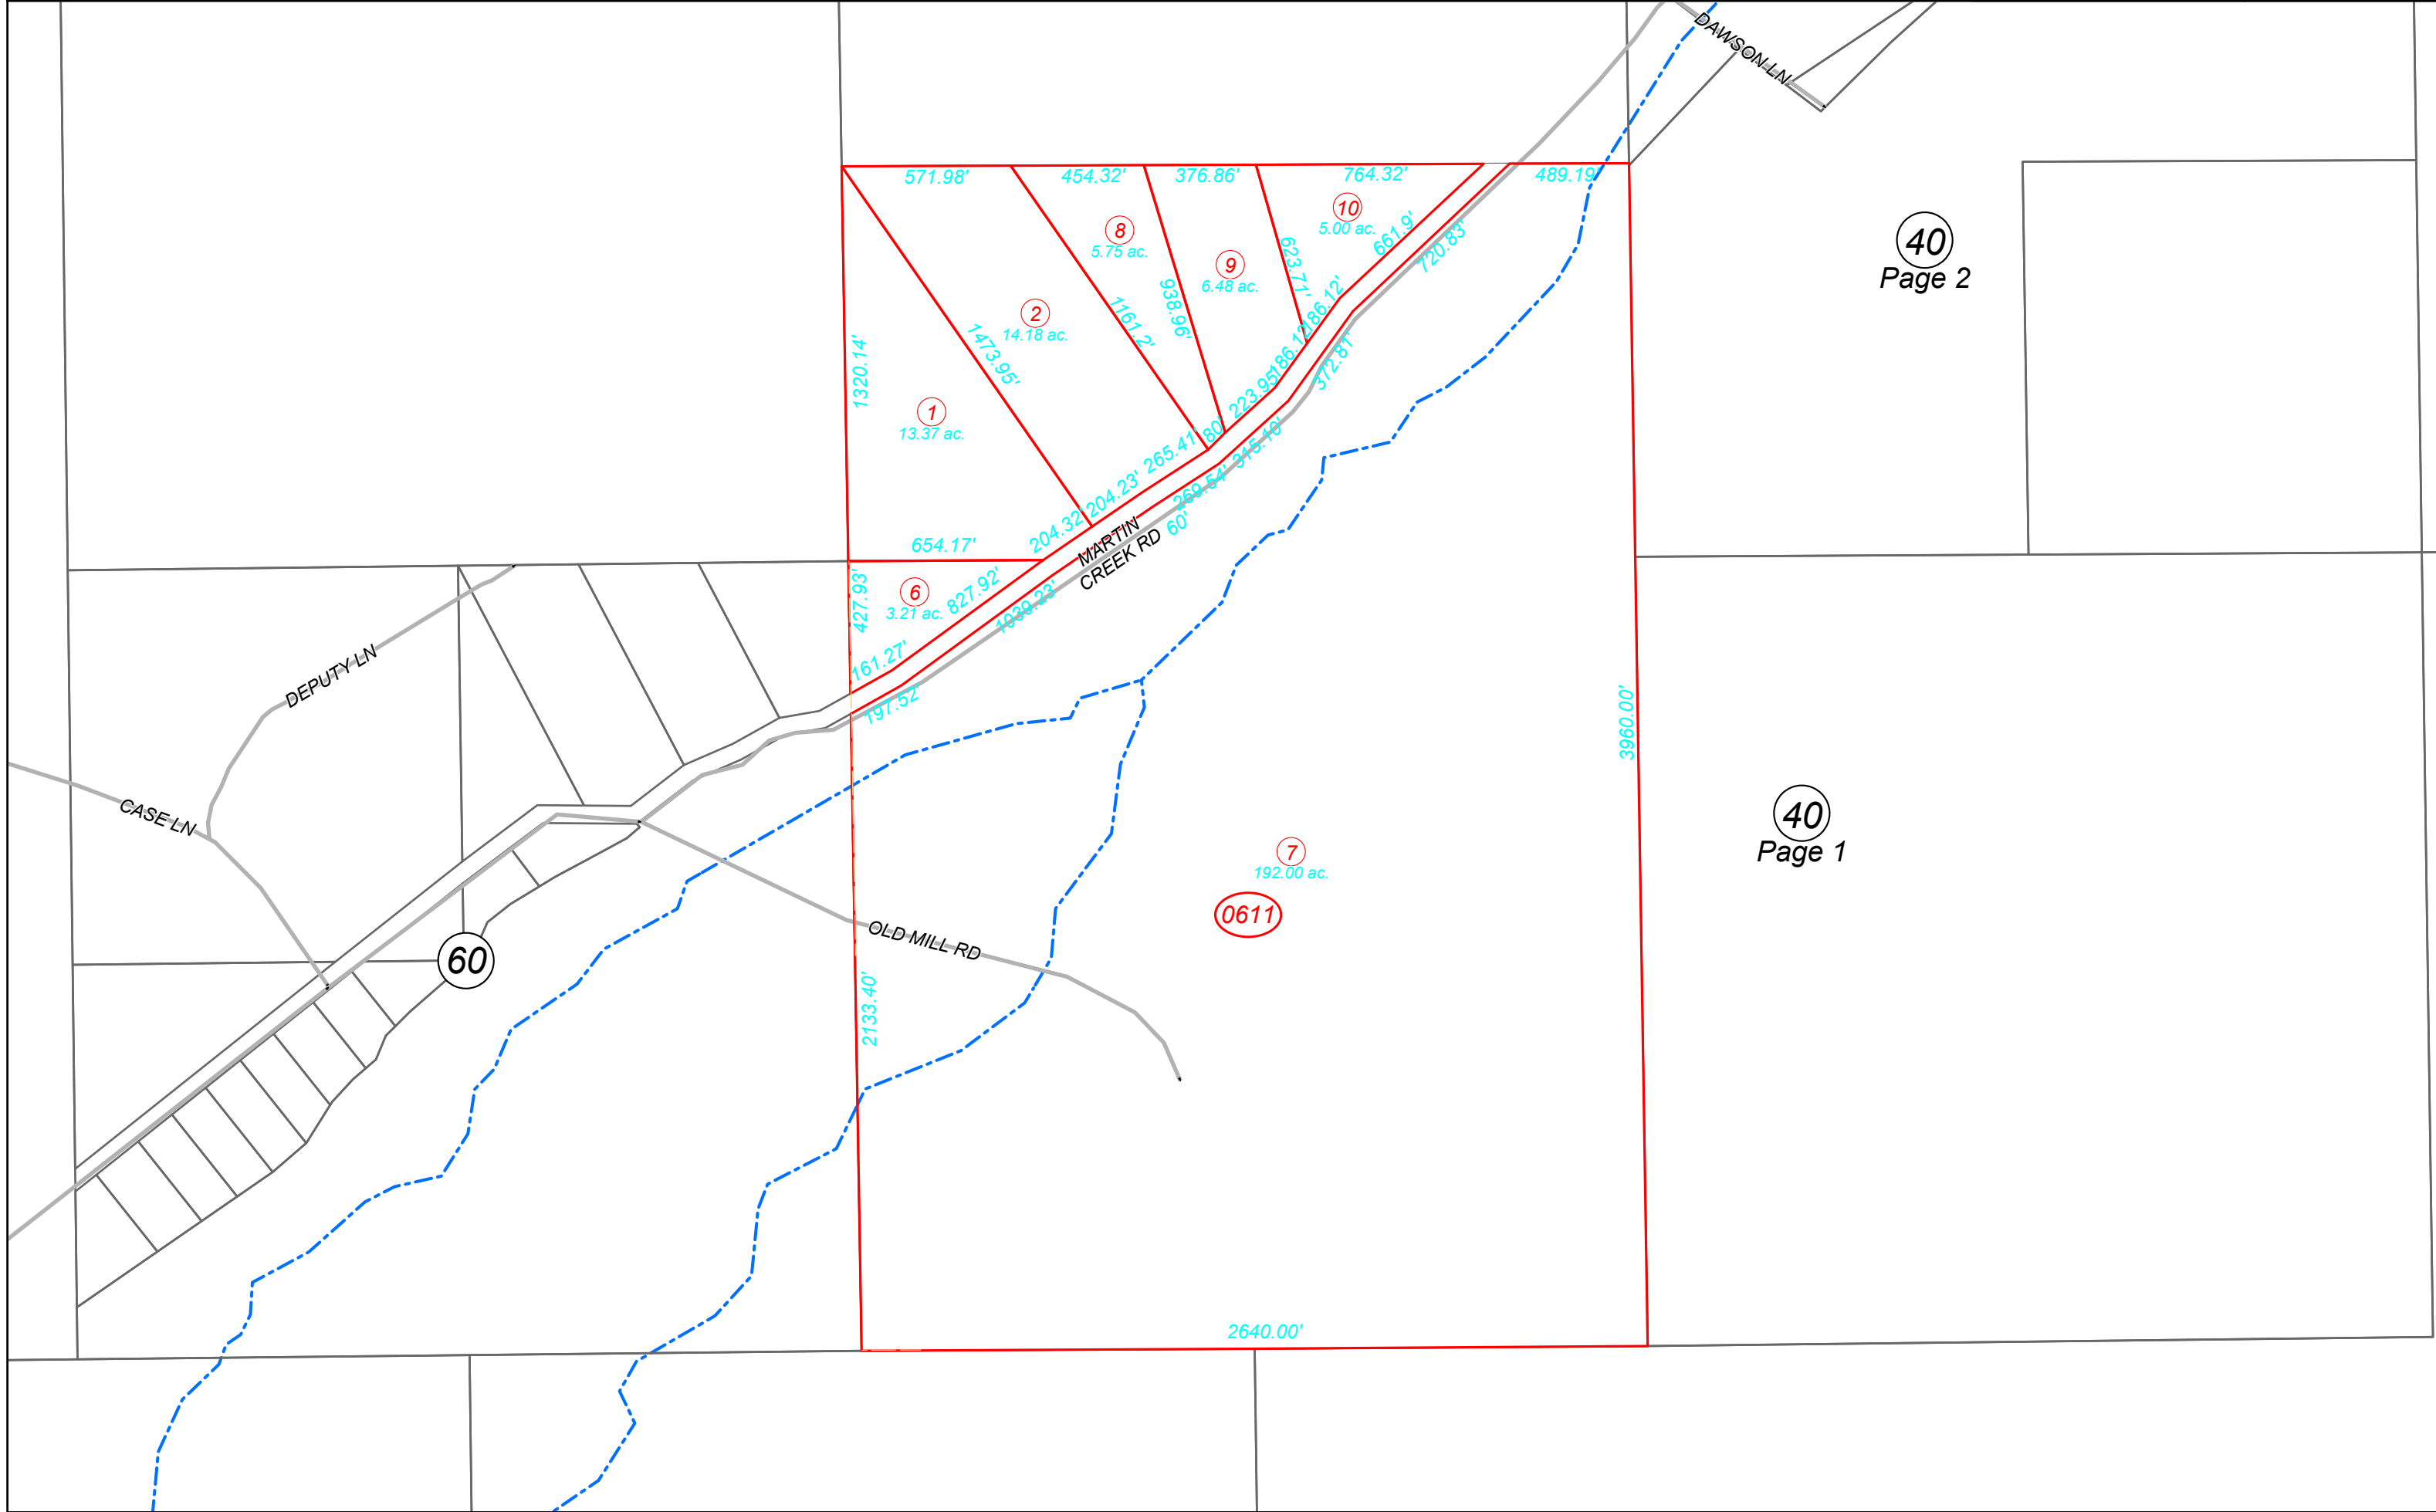 DAWSON LN
571.98'
454.32'
376.86'
764.32'
489.19'
10
5.00 ac.
8
5.75 ac.
9
6.48 ac.
661.9'
720.83'
40
Page 2
623.71'
938.96'
1161.2'
2
14.18 ac.
186.12'
186.12'
372.81'
1473.95'
1320.14'
1
13.37 ac.
223.95'
80'
315.10'
265.41'
204.23'
269.54'
60'
204.32'
MARTIN
CREEK RD
654.17'
427.93'
6
3.21 ac.
827.92'
1939.23'
161.27'
197.52'
DEPUTY LN
CASE LN
3960.00'
40
Page 1
7
192.00 ac.
0611
OLD MILL RD
60
2133.40'
2640.00'